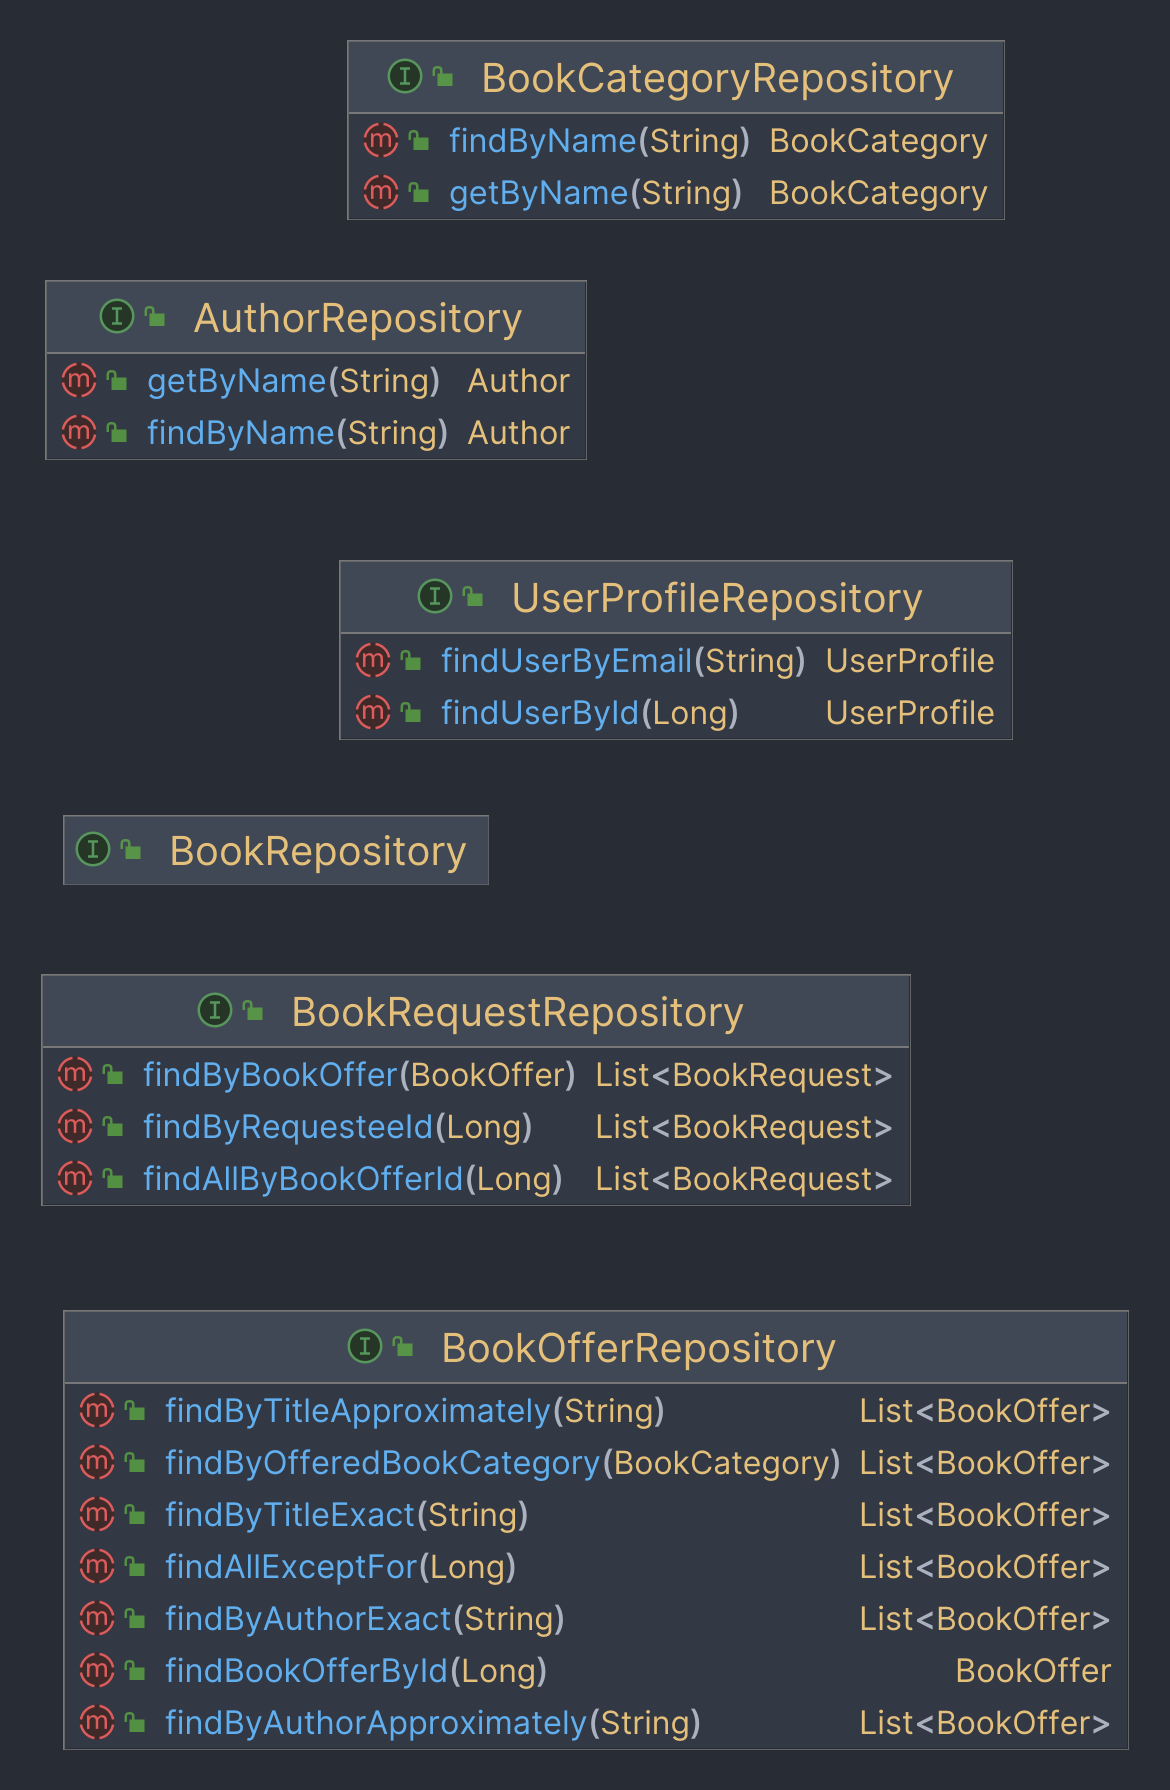 BookCategoryRepository
findByName(String) BookCategory
getByName(String) BookCategory
AuthorRepository
getByName(String) Author
findByName(String) Author
UserProfileRepository
findUserByEmail(String) UserProfile
findUserById(Long) UserProfile
BookRepository
BookRequestRepository
findByBookOffer(BookOffer) List<BookRequest>
findByRequesteeId(Long) List<BookRequest>
findAllByBookOfferId(Long) List<BookRequest>
BookOfferRepository
findByTitleApproximately(String) List<BookOffer>
findByOfferedBookCategory(BookCategory) List<BookOffer>
findByTitleExact(String) List<BookOffer>
findAllExceptFor(Long) List<BookOffer>
findByAuthorExact(String) List<BookOffer>
findBookOfferById(Long) BookOffer
findByAuthorApproximately(String) List<BookOffer>